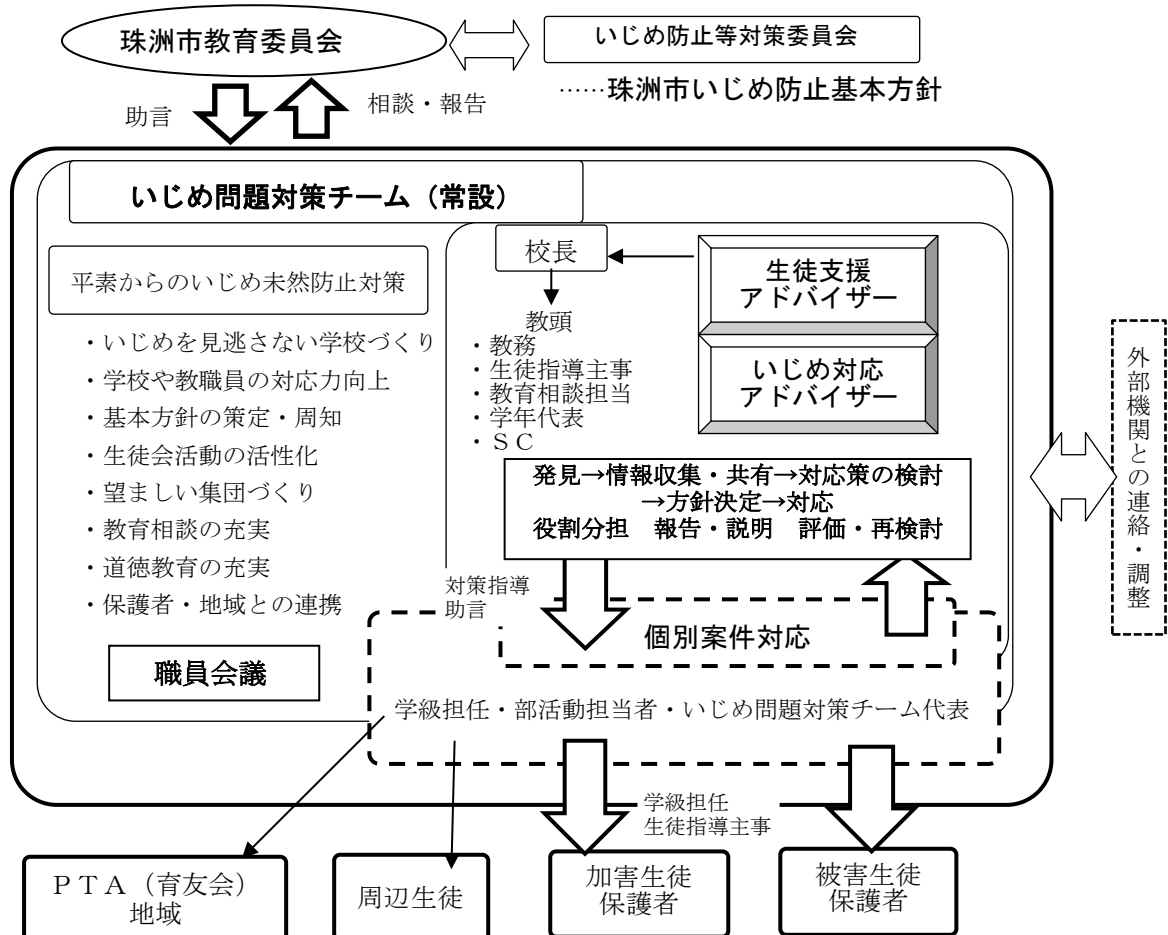 珠洲市教育委員会
いじめ防止等対策委員会
……珠洲市いじめ防止基本方針
助言
相談・報告
いじめ問題対策チーム（常設）
平素からのいじめ未然防止対策
・いじめを見逃さない学校づくり
・学校や教職員の対応力向上
・基本方針の策定・周知
・生徒会活動の活性化
・望ましい集団づくり
・教育相談の充実
・道徳教育の充実
・保護者・地域との連携
職員会議
校長
教頭
・教務
・生徒指導主事
・教育相談担当
・学年代表
・ＳＣ
生徒支援
アドバイザー
いじめ対応
アドバイザー
発見→情報収集・共有→対応策の検討
→方針決定→対応
役割分担　報告・説明　評価・再検討
対策指導
助言
個別案件対応
学級担任・部活動担当者・いじめ問題対策チーム代表
外部機関との連絡・調整
学級担任
生徒指導主事
ＰＴＡ（育友会）
地域
周辺生徒
加害生徒
保護者
被害生徒
保護者